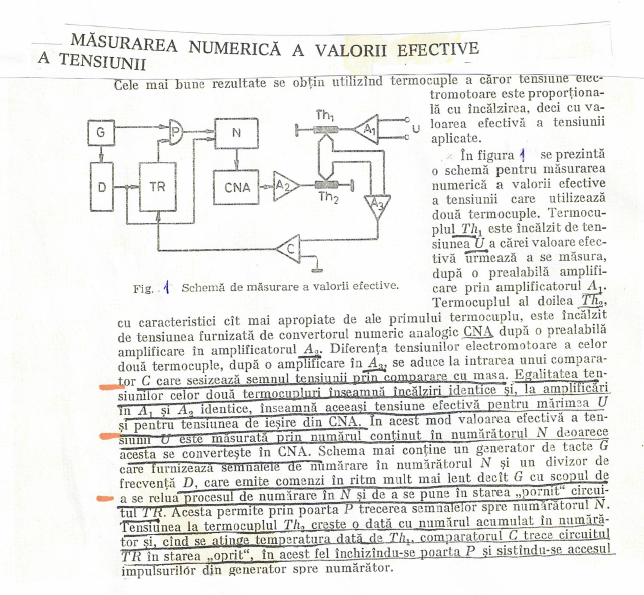 MĂSURAREA NUMERICĂ A VALORII EFECTIVE
A TENSIUNII
Cele mai bune rezultate se obțin utilizînd termocuple a căror tensiune elec-
tromotoare este proporționa-
lă cu încălzirea, deci cu va-
loarea efectivă a tensiunii
aplicate.
În figura 1 se prezintă
o schemă pentru măsurarea
numerică a valorii efective
a tensiunii care utilizează
două termocuple. Termocu-
plul Th₁ este încălzit de ten-
siunea U a cărei valoare efec-
tivă urmează a se măsura,
după o prealabilă amplifi-
care prin amplificatorul A₁.
Termocuplul al doilea Th₂,
G
P
N
Th₁
A₁
U
D
TR
CNA
A₂
Th₂
A₃
C
Fig. 1 Schemă de măsurare a valorii efective.
cu caracteristici cît mai apropiate de ale primului termocuplu, este încălzit
de tensiunea furnizată de convertorul numeric analogic CNA după o prealabilă
amplificare în amplificatorul A₂. Diferența tensiunilor electromotoare a celor
două termocuple, după o amplificare în A₃, se aduce la intrarea unui compara-
tor C care sesizează semnul tensiunii prin comparare cu masa. Egalitatea ten-
siunilor celor două termocupluri înseamnă încălziri identice și, la amplificări
în A₁ și A₂ identice, înseamnă aceeași tensiune efectivă pentru mărimea U
și pentru tensiunea de ieșire din CNA. În acest mod valoarea efectivă a ten-
siunii U este măsurată prin numărul conținut în numărătorul N deoarece
acesta se convertește în CNA. Schema mai conține un generator de tacte G
care furnizează semnalele de numărare în numărătorul N și un divizor de
frecvență D, care emite comenzi în ritm mult mai lent decît G cu scopul de
a se relua procesul de numărare în N și de a se pune în starea „pornit" circui-
tul TR. Acesta permite prin poarta P trecerea semnalelor spre numărătorul N.
Tensiunea la termocuplul Th₂ crește o dată cu numărul acumulat în numără-
tor și, cînd se atinge temperatura dată de Th₁, comparatorul C trece circuitul
TR în starea „oprit", în acest fel închizîndu-se poarta P și sistîndu-se accesul
impulsurilor din generator spre numărător.